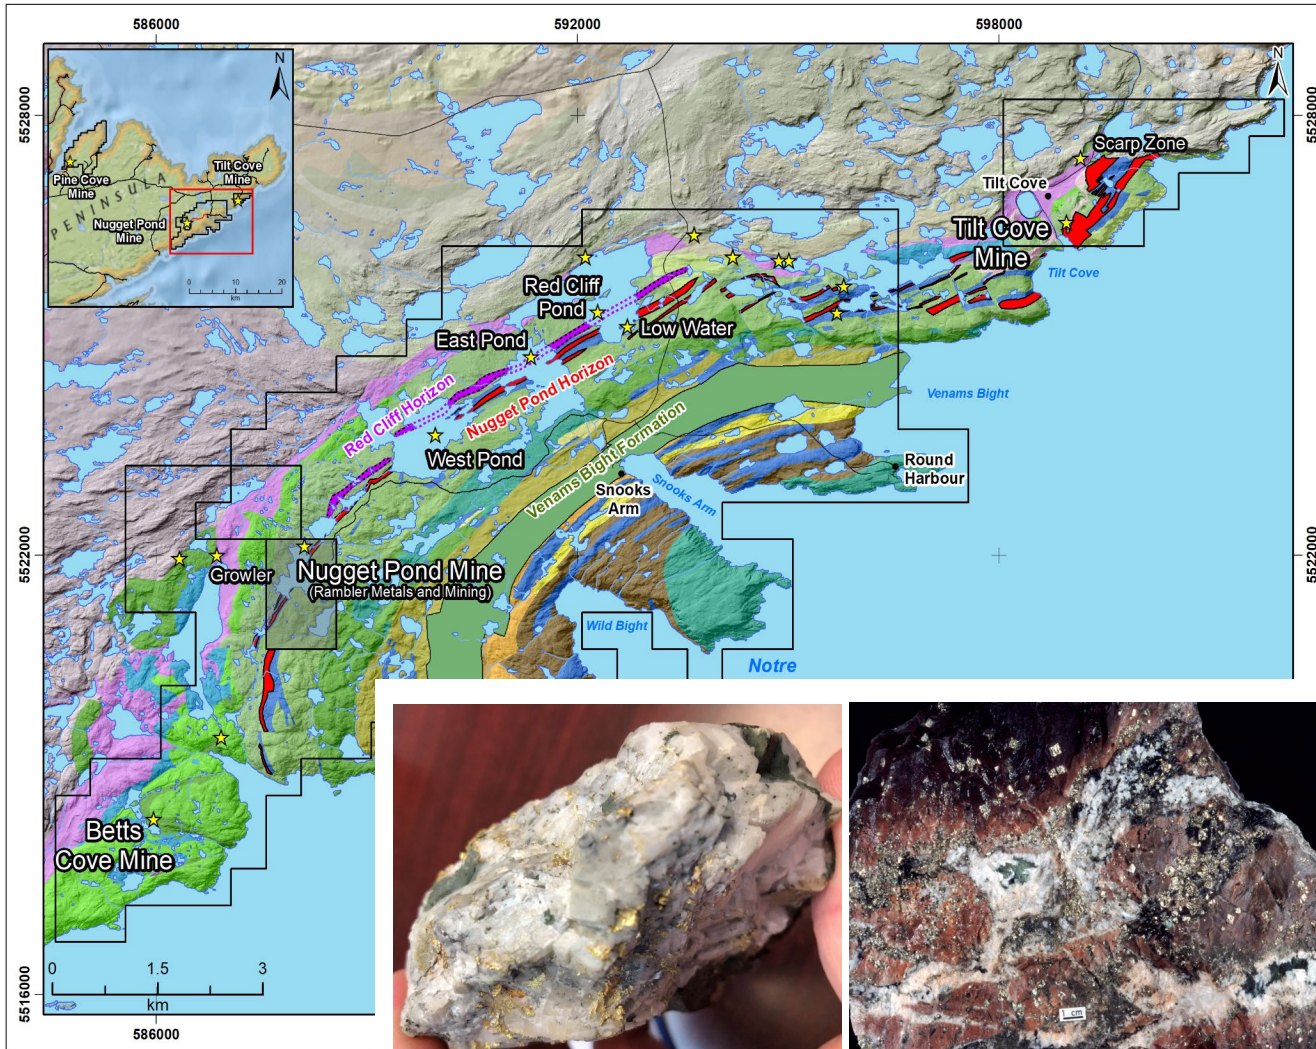 586000
592000
598000
5528000
5528000
N
Pine Cove
Mine
Tilt Cove
Mine
PENINSULA
Nugget Pond
Mine
0
10
20
km
N
Scarp Zone
Tilt Cove
Tilt Cove
Mine
Tilt Cove
Red Cliff
Pond
Low Water
East Pond
Red Cliff Horizon
Nugget Pond Horizon
Venams Bight
West Pond
Venams Bight Formation
Round
Harbour
Snooks
Arm
Snooks Arm
5522000
5522000
Growler
Nugget Pond Mine
(Rambler Metals and Mining)
Wild Bight
Notre
Betts
Cove Mine
0
1.5
3
km
5516000
5516000
586000
1 cm